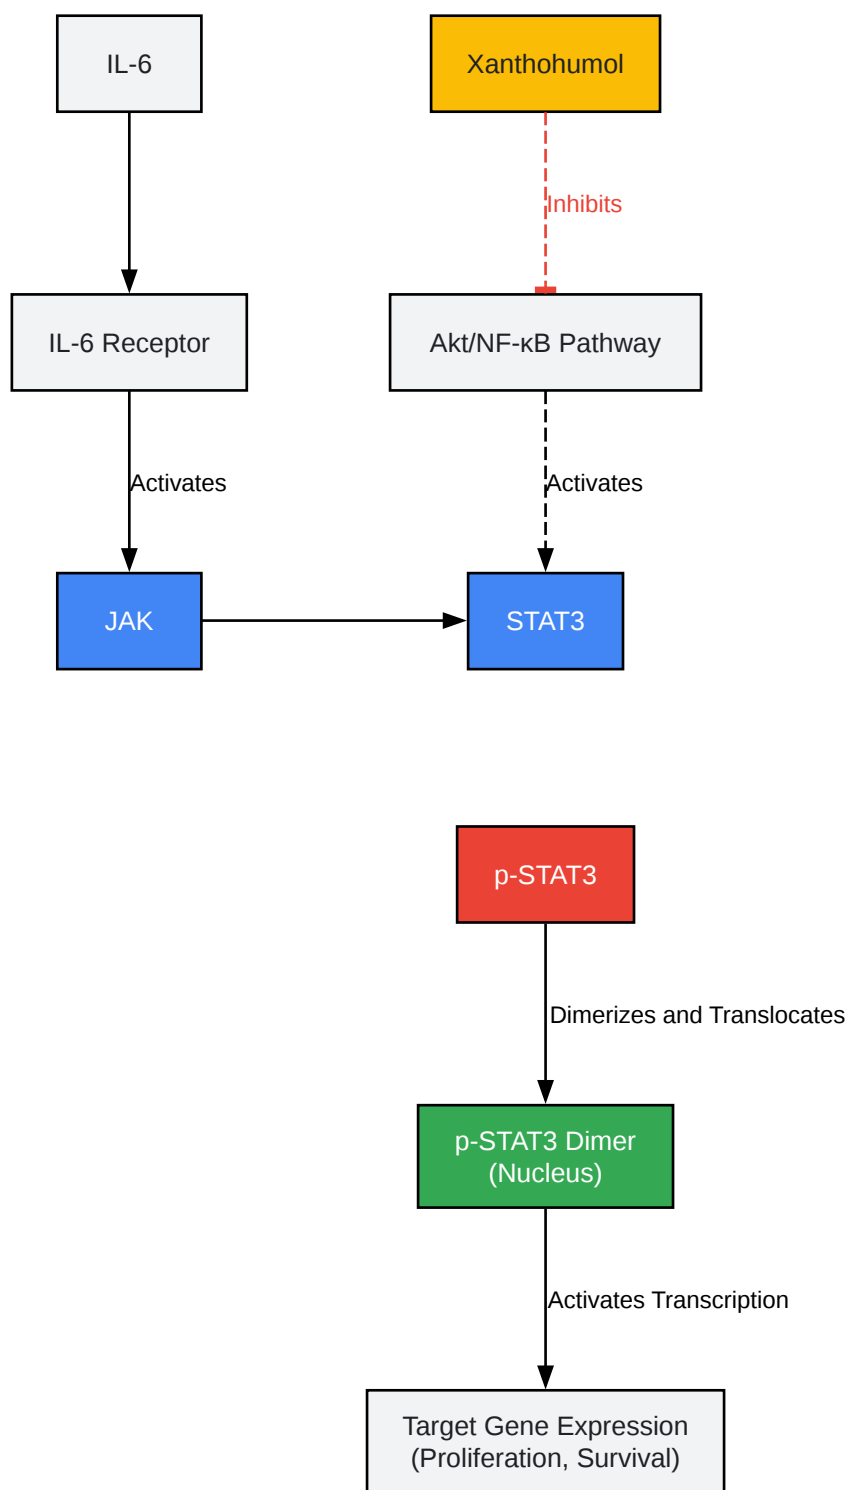 IL-6
Xanthohumol
Inhibits
IL-6 Receptor
Akt/NF-κB Pathway
Activates
Activates
JAK
STAT3
p-STAT3
Dimerizes and Translocates
p-STAT3 Dimer
(Nucleus)
Activates Transcription
Target Gene Expression
(Proliferation, Survival)